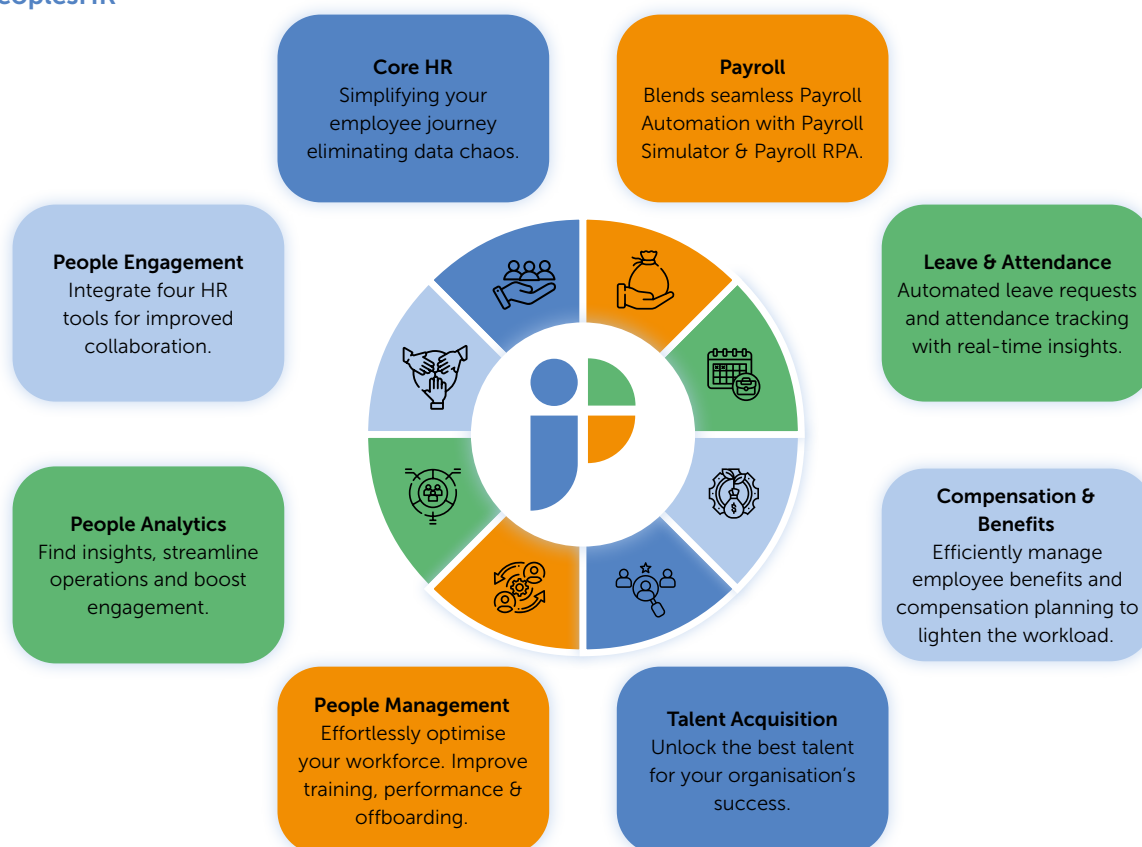 Core HR
Simplifying your
employee journey
eliminating data chaos.
Payroll
Blends seamless Payroll
Automation with Payroll
Simulator & Payroll RPA.
People Engagement
Integrate four HR
tools for improved
collaboration.
Leave & Attendance
Automated leave requests
and attendance tracking
with real-time insights.
People Analytics
Find insights, streamline
operations and boost
engagement.
Compensation &
Benefits
Efficiently manage
employee benefits and
compensation planning to
lighten the workload.
$
People Management
Effortlessly optimise
your workforce. Improve
training, performance &
offboarding.
Talent Acquisition
Unlock the best talent
for your organisation's
success.